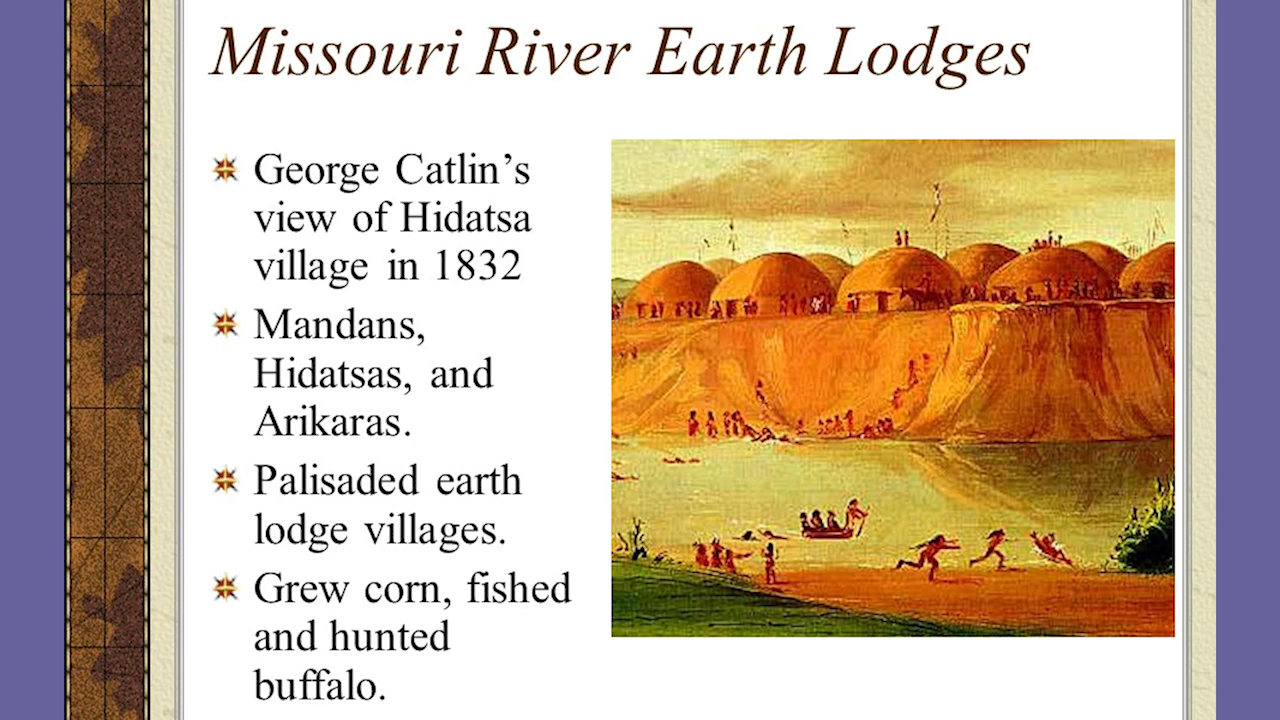 Missouri River Earth Lodges
George Catlin’s
view of Hidatsa
village in 1832
Mandans,
Hidatsas, and
Arikaras.
Palisaded earth
lodge villages.
Grew corn, fished
and hunted
buffalo.